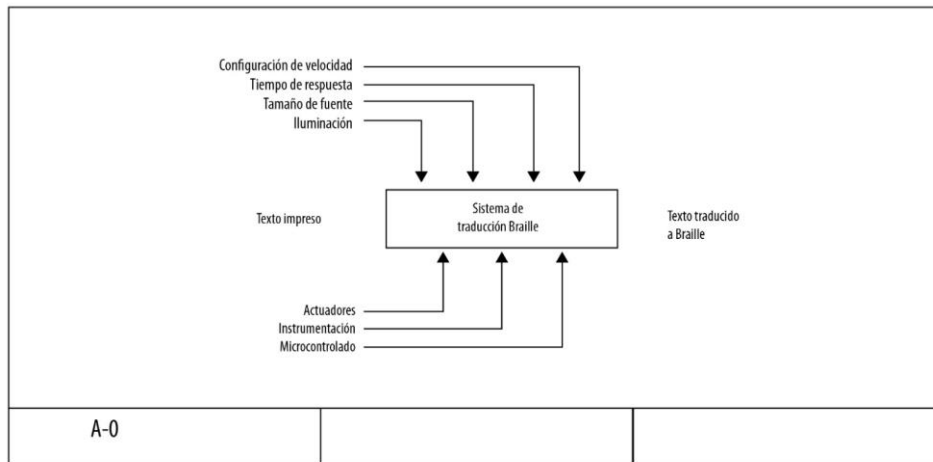 Configuración de velocidad
Tiempo de respuesta
Tamaño de fuente
Iluminación
Texto impreso
Sistema de
traducción Braille
Texto traducido
a Braille
Actuadores
Instrumentación
Microcontrolado
A-0